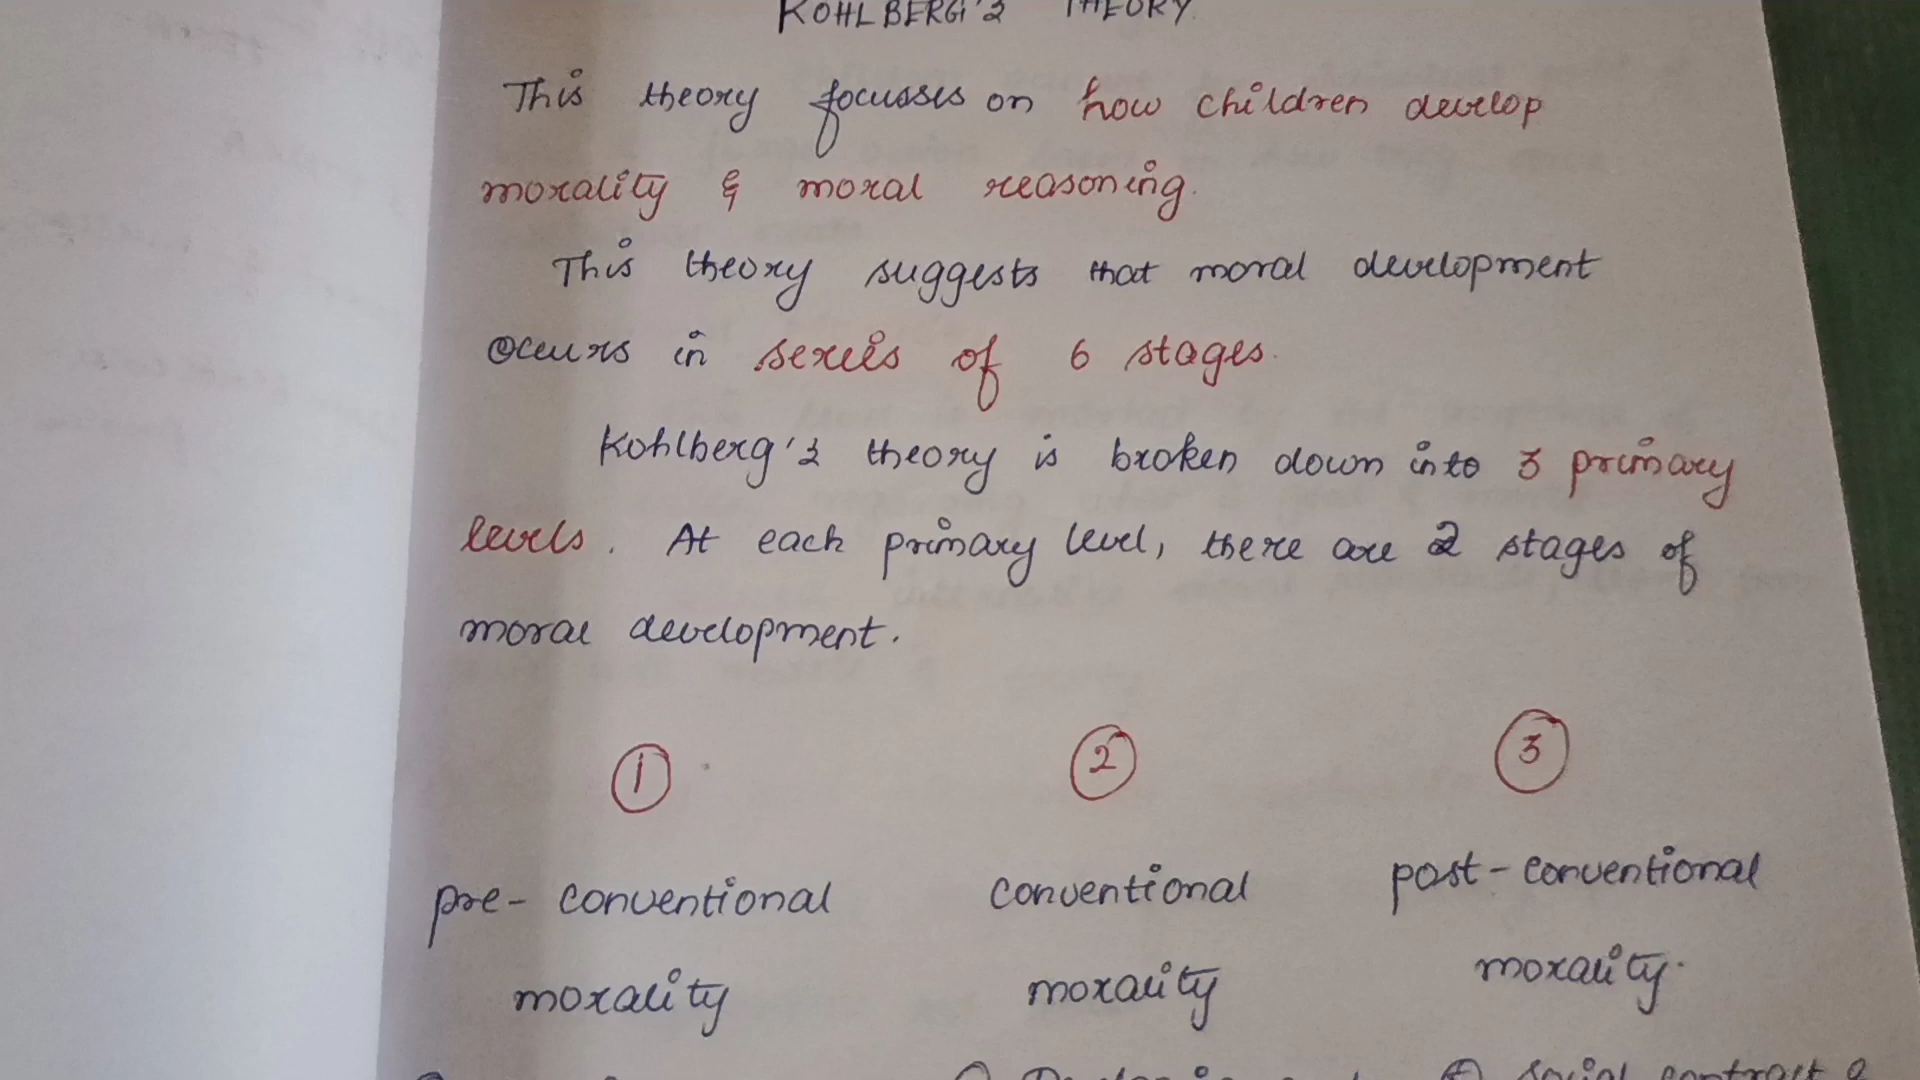 KOHLBERG'S THEORY
This theory focusses on how children develop
morality & moral reasoning.
This theory suggests that moral development
occurs in series of 6 stages.
Kohlberg's theory is broken down into 3 primary
levels. At each primary level, there are 2 stages of
moral development.
1 2 3
pre-conventional conventional post-conventional
morality morality morality.
social contract &